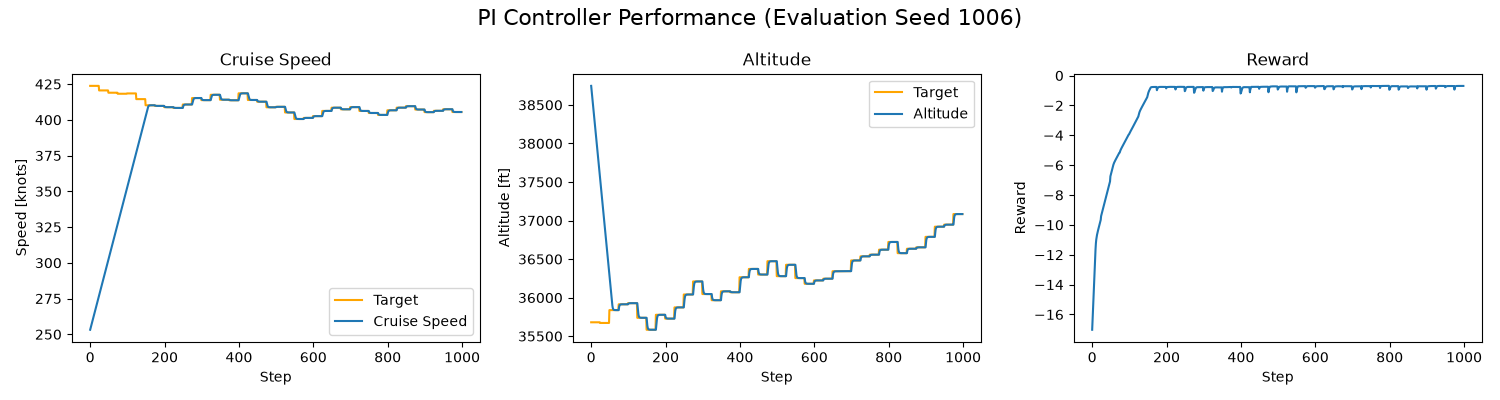 PI Controller Performance (Evaluation Seed 1006)
Cruise Speed
Speed [knots]
425
400
375
350
325
300
275
250
0 200 400 600 800 1000
Step
Target
Cruise Speed
Altitude
Altitude [ft]
38500
38000
37500
37000
36500
36000
35500
0 200 400 600 800 1000
Step
Target
Altitude
Reward
Reward
0
−2
−4
−6
−8
−10
−12
−14
−16
0 200 400 600 800 1000
Step